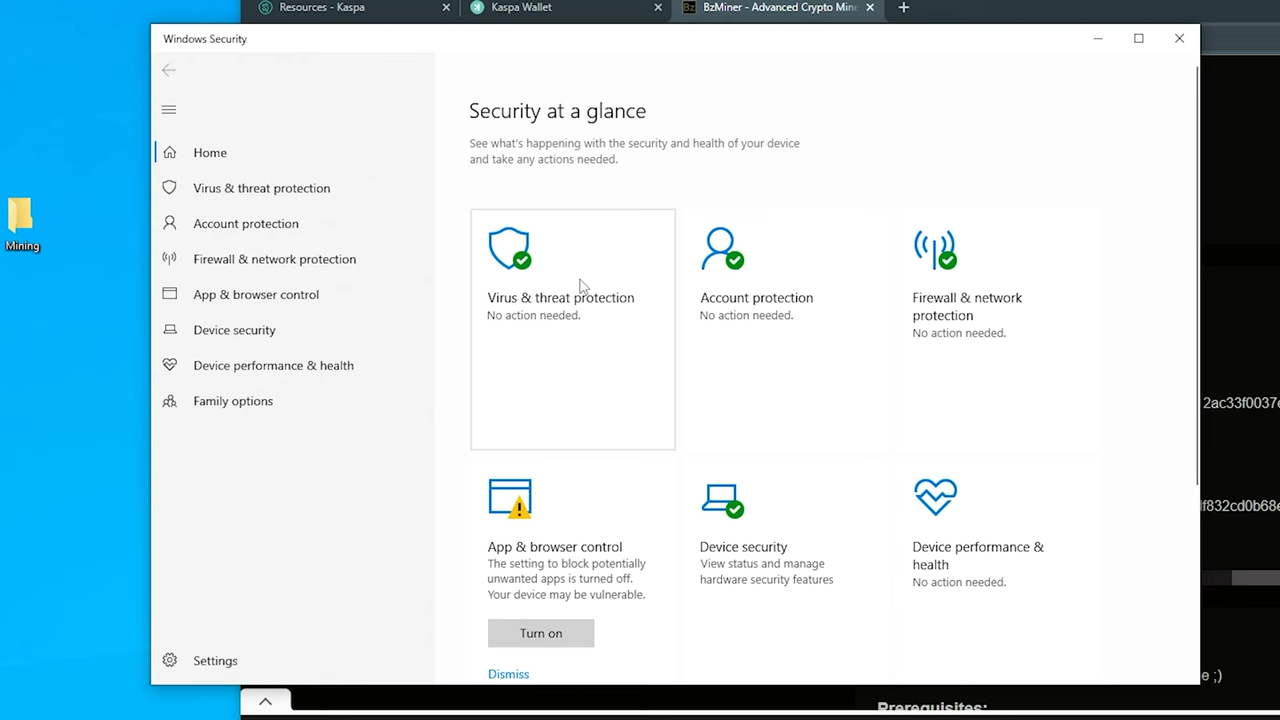 Resources - Kaspa
Kaspa Wallet
Bz
BzMiner - Advanced Crypto Mine
Windows Security
Home
Virus & threat protection
Account protection
Firewall & network protection
App & browser control
Device security
Device performance & health
Family options
Settings
Mining
Security at a glance
See what's happening with the security and health of your device
and take any actions needed.
Virus & threat protection
No action needed.
Account protection
No action needed.
Firewall & network
protection
No action needed.
App & browser control
The setting to block potentially
unwanted apps is turned off.
Your device may be vulnerable.
Turn on
Dismiss
Device security
View status and manage
hardware security features
Device performance &
health
No action needed.
2ac33f0037e
lf832cd0b68e
e ;)
Prerequisites: